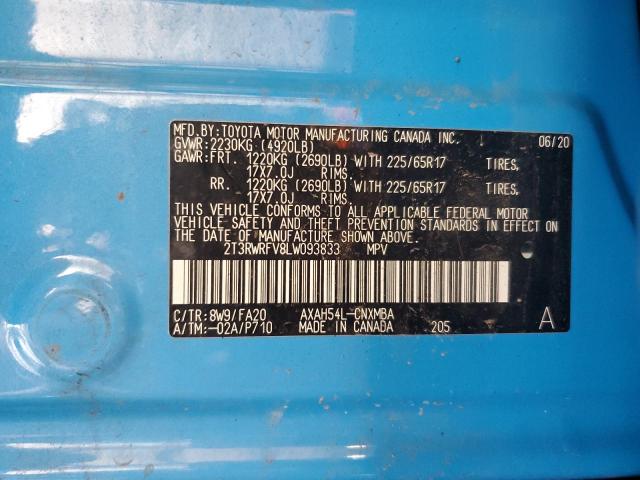 MFD.BY:TOYOTA MOTOR MANUFACTURING CANADA INC. 06/20
GVWR:2230KG (4920LB)
GAWR:FRT. 1220KG (2690LB) WITH 225/65R17 TIRES,
17X7.0J RIMS.
RR. 1220KG (2690LB) WITH 225/65R17 TIRES,
17X7.0J RIMS.
THIS VEHICLE CONFORMS TO ALL APPLICABLE FEDERAL MOTOR
VEHICLE SAFETY AND THEFT PREVENTION STANDARDS IN EFFECT ON
THE DATE OF MANUFACTURE SHOWN ABOVE.
2T3RWRFV8LW093833 MPV
C/TR:8W9/FA20 AXAH54L-CNXMBA A
A/TM:-02A/P710 MADE IN CANADA 205